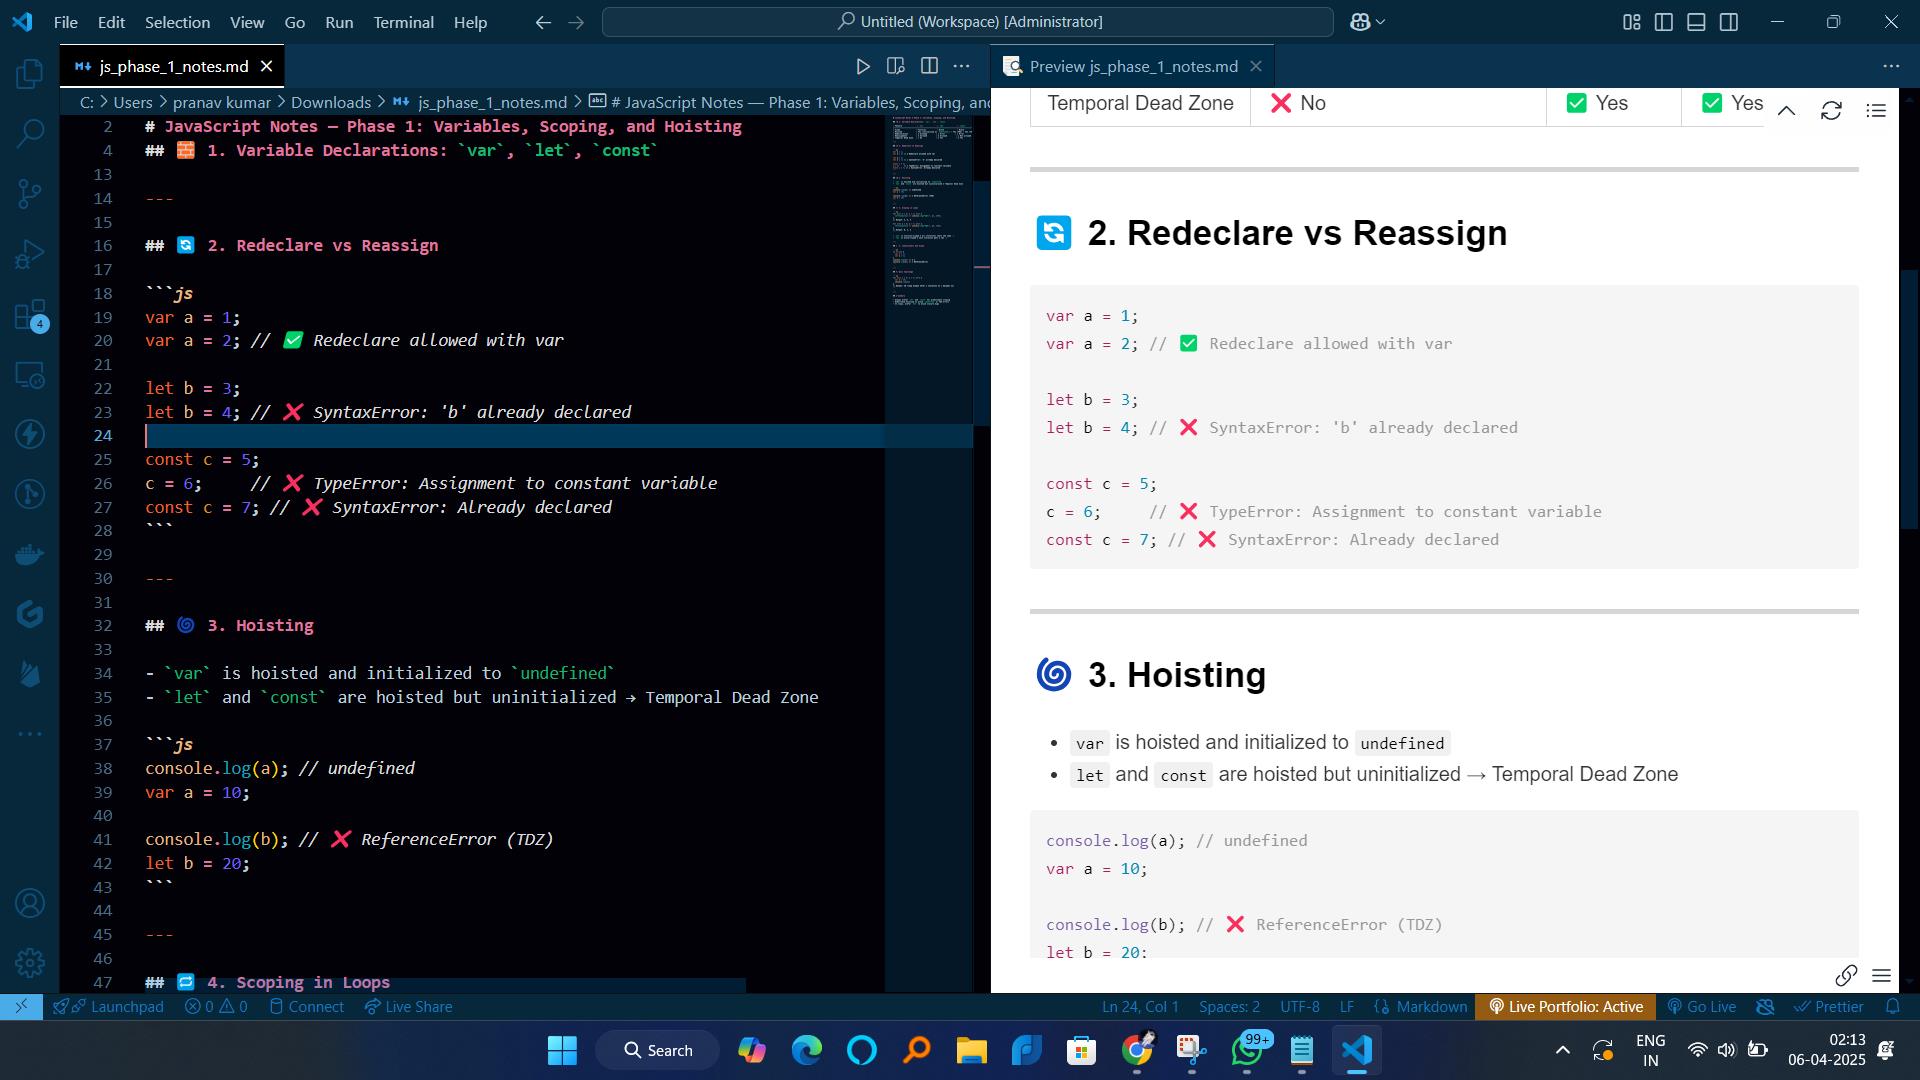 File Edit Selection View Go Run Terminal Help
Untitled (Workspace) [Administrator]
js_phase_1_notes.md
Preview js_phase_1_notes.md
C: > Users > pranav kumar > Downloads > js_phase_1_notes.md > # JavaScript Notes — Phase 1: Variables, Scoping, and
2 # JavaScript Notes — Phase 1: Variables, Scoping, and Hoisting
4 ## 🧱 1. Variable Declarations: `var`, `let`, `const`
13
14 ---
15
16 ## 🔄 2. Redeclare vs Reassign
17
18 ```js
19 var a = 1;
20 var a = 2; // ✅ Redeclare allowed with var
21
22 let b = 3;
23 let b = 4; // ❌ SyntaxError: 'b' already declared
24
25 const c = 5;
26 c = 6;     // ❌ TypeError: Assignment to constant variable
27 const c = 7; // ❌ SyntaxError: Already declared
28 ```
29
30 ---
31
32 ## 🌀 3. Hoisting
33
34 - `var` is hoisted and initialized to `undefined`
35 - `let` and `const` are hoisted but uninitialized → Temporal Dead Zone
36
37 ```js
38 console.log(a); // undefined
39 var a = 10;
40
41 console.log(b); // ❌ ReferenceError (TDZ)
42 let b = 20;
43 ```
44
45 ---
46
47 ## 🔁 4. Scoping in Loops
Temporal Dead Zone ❌ No ✅ Yes ✅ Yes
🔄 2. Redeclare vs Reassign
var a = 1;
var a = 2; // ✅ Redeclare allowed with var
let b = 3;
let b = 4; // ❌ SyntaxError: 'b' already declared
const c = 5;
c = 6;     // ❌ TypeError: Assignment to constant variable
const c = 7; // ❌ SyntaxError: Already declared
🌀 3. Hoisting
• var is hoisted and initialized to undefined
• let and const are hoisted but uninitialized → Temporal Dead Zone
console.log(a); // undefined
var a = 10;
console.log(b); // ❌ ReferenceError (TDZ)
let b = 20;
4
Launchpad 0 0 Connect Live Share
Ln 24, Col 1 Spaces: 2 UTF-8 LF {} Markdown Live Portfolio: Active Go Live Prettier
Search
99+
ENG
IN
02:13
06-04-2025